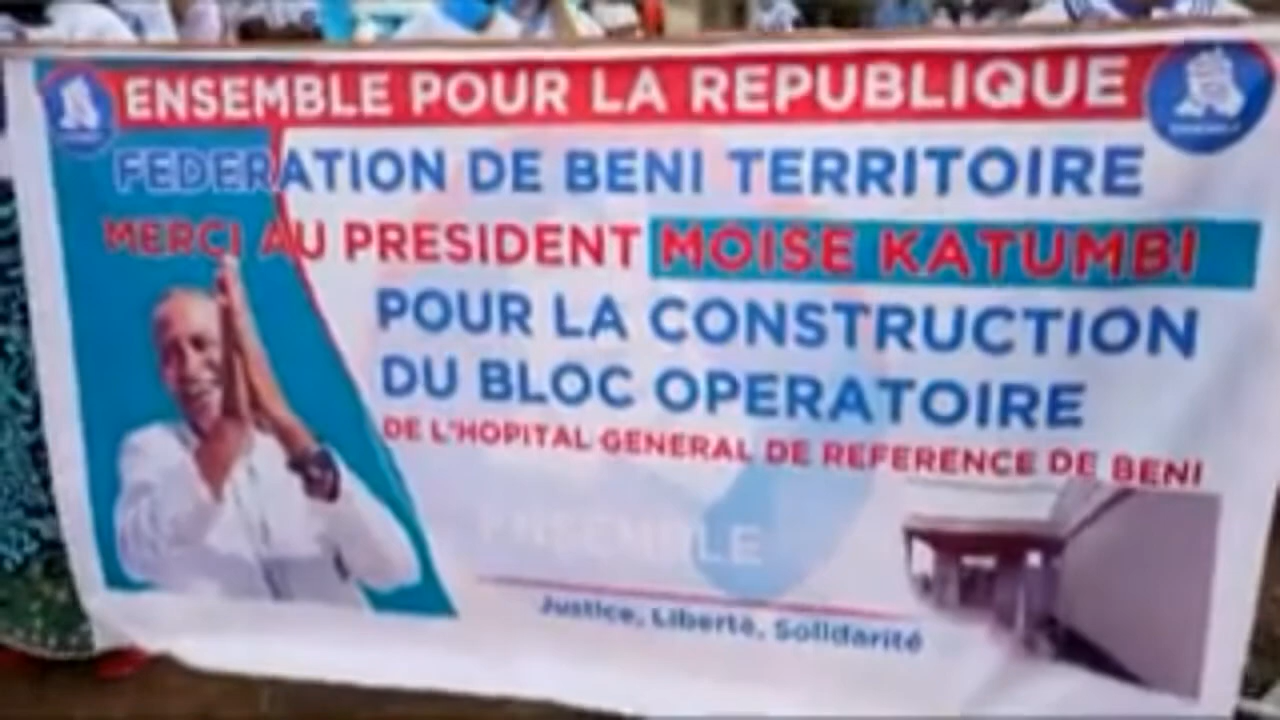 ENSEMBLE POUR LA REPUBLIQUE
FEDERATION DE BENI TERRITOIRE
MERCI AU PRESIDENT MOISE KATUMBI
POUR LA CONSTRUCTION
DU BLOC OPERATOIRE
DE L'HOPITAL GENERAL DE REFERENCE DE BENI
ENSEMBLE
Justice, Liberté, Solidarité